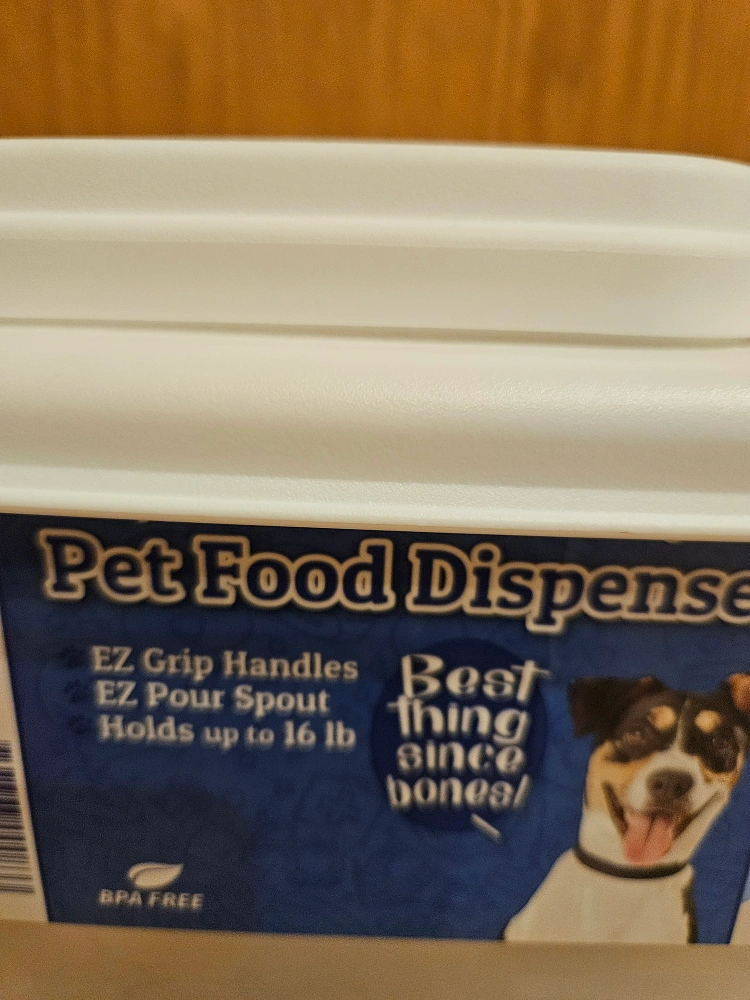 Pet Food Dispense
EZ Grip Handles
EZ Pour Spout
Holds up to 16 lb
Best
thing
since
bones!
BPA FREE